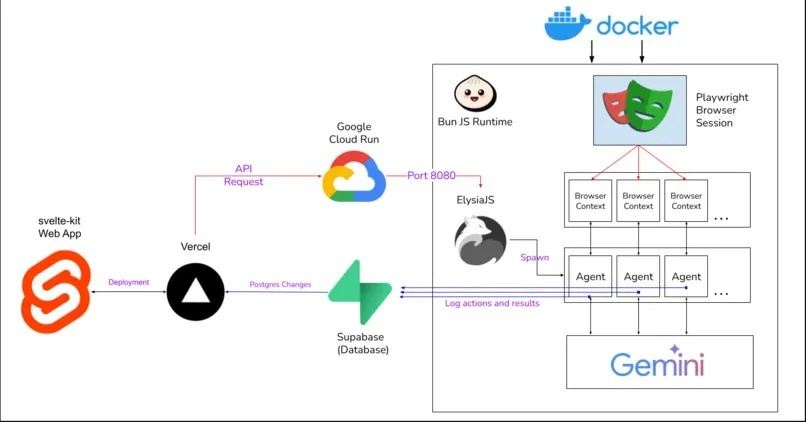 docker
Bun JS Runtime
Playwright
Browser
Session
Google
Cloud Run
API
Request
Port 8080
ElysiaJS
Browser
Context
Browser
Context
Browser
Context
...
svelte-kit
Web App
Vercel
Spawn
Agent
Agent
Agent
...
Deployment
Postgres Changes
Log actions and results
Supabase
(Database)
Gemini